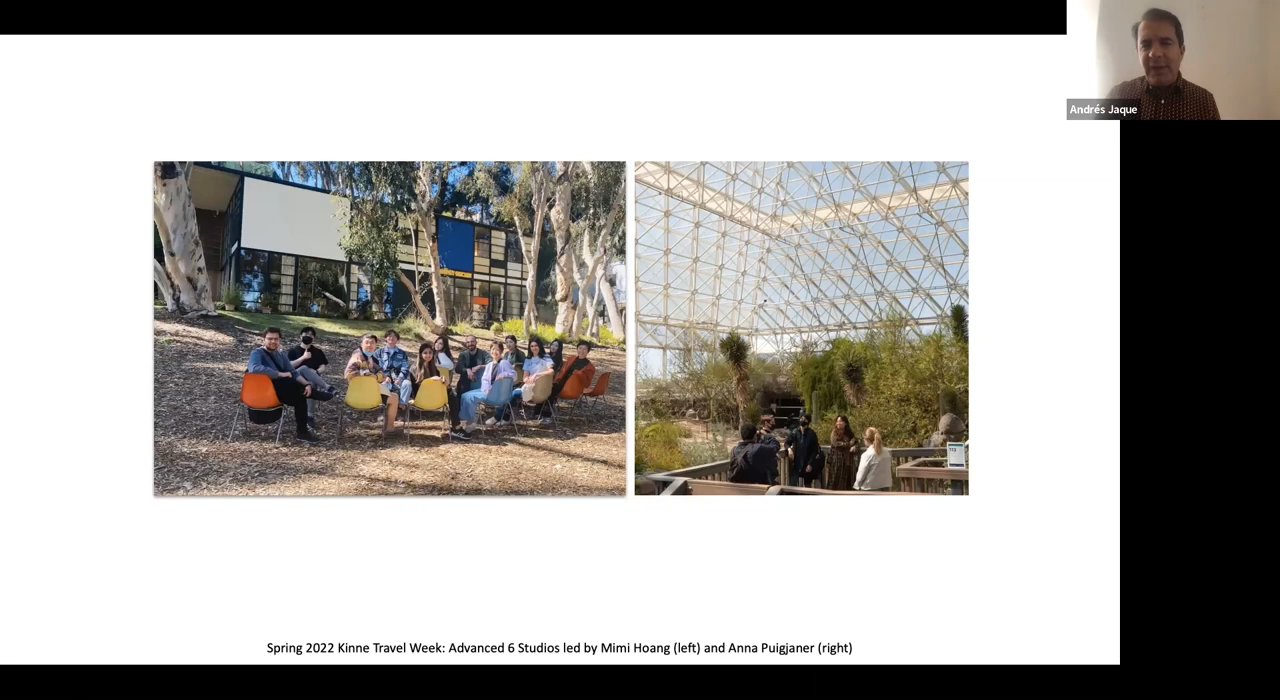 Andrés Jaque
Spring 2022 Kinne Travel Week: Advanced 6 Studios led by Mimi Hoang (left) and Anna Puigjaner (right)